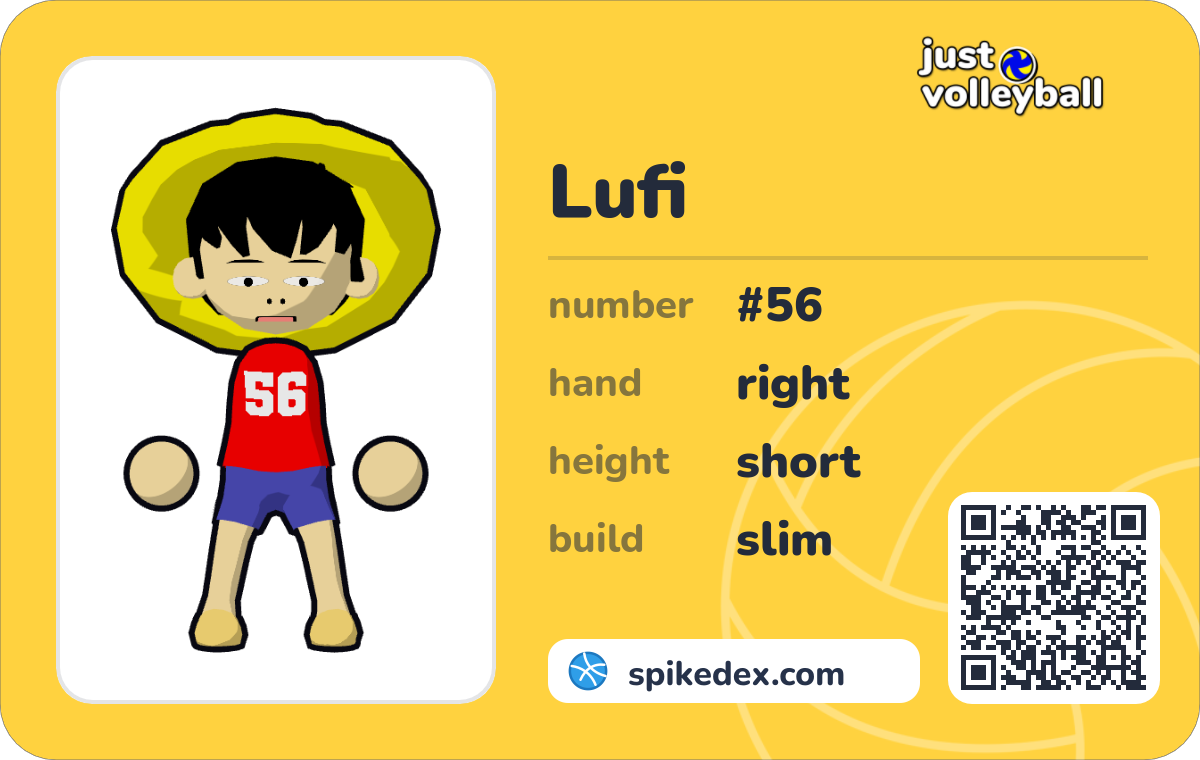 just
volleyball
Lufi
number #56
hand right
height short
build slim
56
spikedex.com